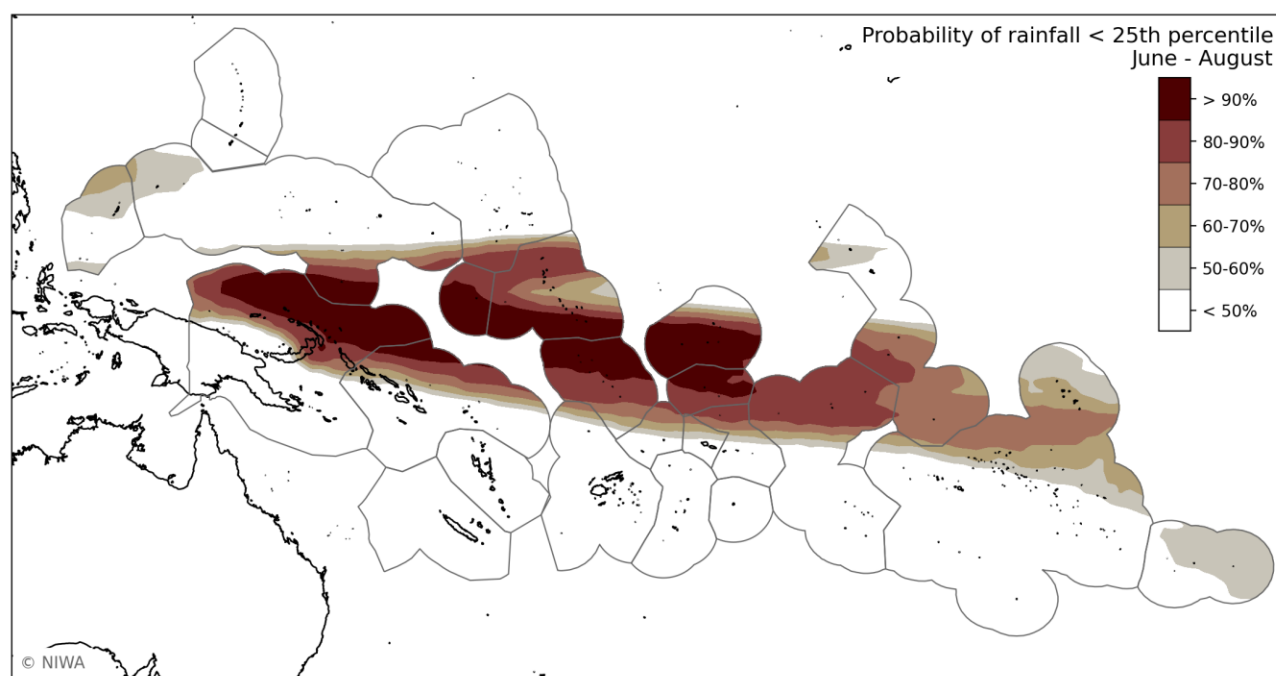 Probability of rainfall < 25th percentile
June - August
> 90%
80-90%
70-80%
60-70%
50-60%
< 50%
© NIWA